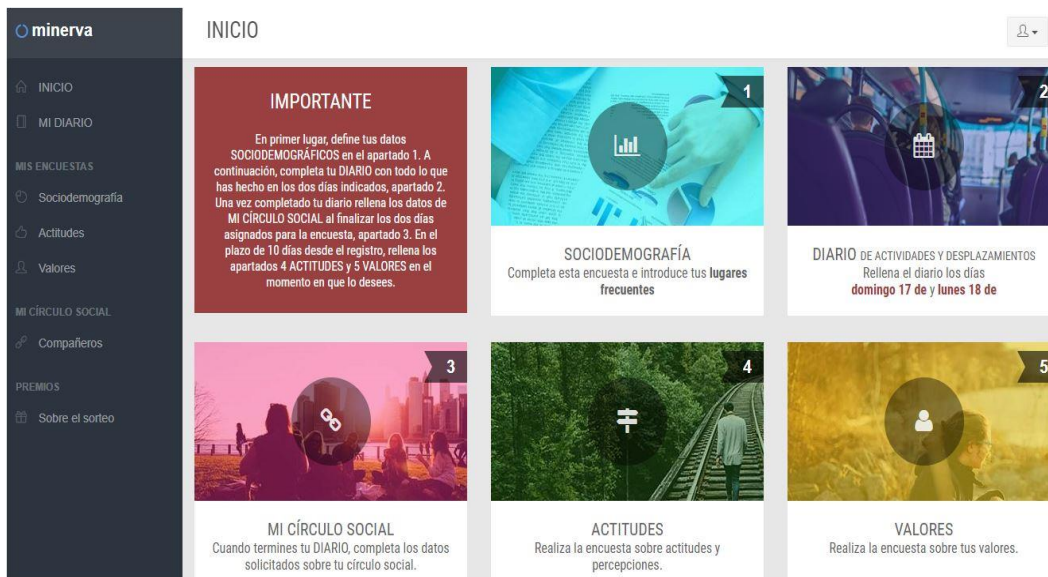 minerva
INICIO
INICIO
MI DIARIO
MIS ENCUESTAS
Sociodemografía
Actitudes
Valores
MI CÍRCULO SOCIAL
Compañeros
PREMIOS
Sobre el sorteo
IMPORTANTE
En primer lugar, define tus datos
SOCIODEMOGRÁFICOS en el apartado 1. A
continuación, completa tu DIARIO con todo lo que
has hecho en los dos días indicados, apartado 2.
Una vez completado tu diario rellena los datos de
MI CÍRCULO SOCIAL al finalizar los dos días
asignados para la encuesta, apartado 3. En el
plazo de 10 días desde el registro, rellena los
apartados 4 ACTITUDES y 5 VALORES en el
momento en que lo desees.
1
SOCIODEMOGRAFÍA
Completa esta encuesta e introduce tus lugares
frecuentes
2
DIARIO DE ACTIVIDADES Y DESPLAZAMIENTOS
Rellena el diario los días
domingo 17 de y lunes 18 de
3
MI CÍRCULO SOCIAL
Cuando termines tu DIARIO, completa los datos
solicitados sobre tu círculo social.
4
ACTITUDES
Realiza la encuesta sobre actitudes y
percepciones.
5
VALORES
Realiza la encuesta sobre tus valores.